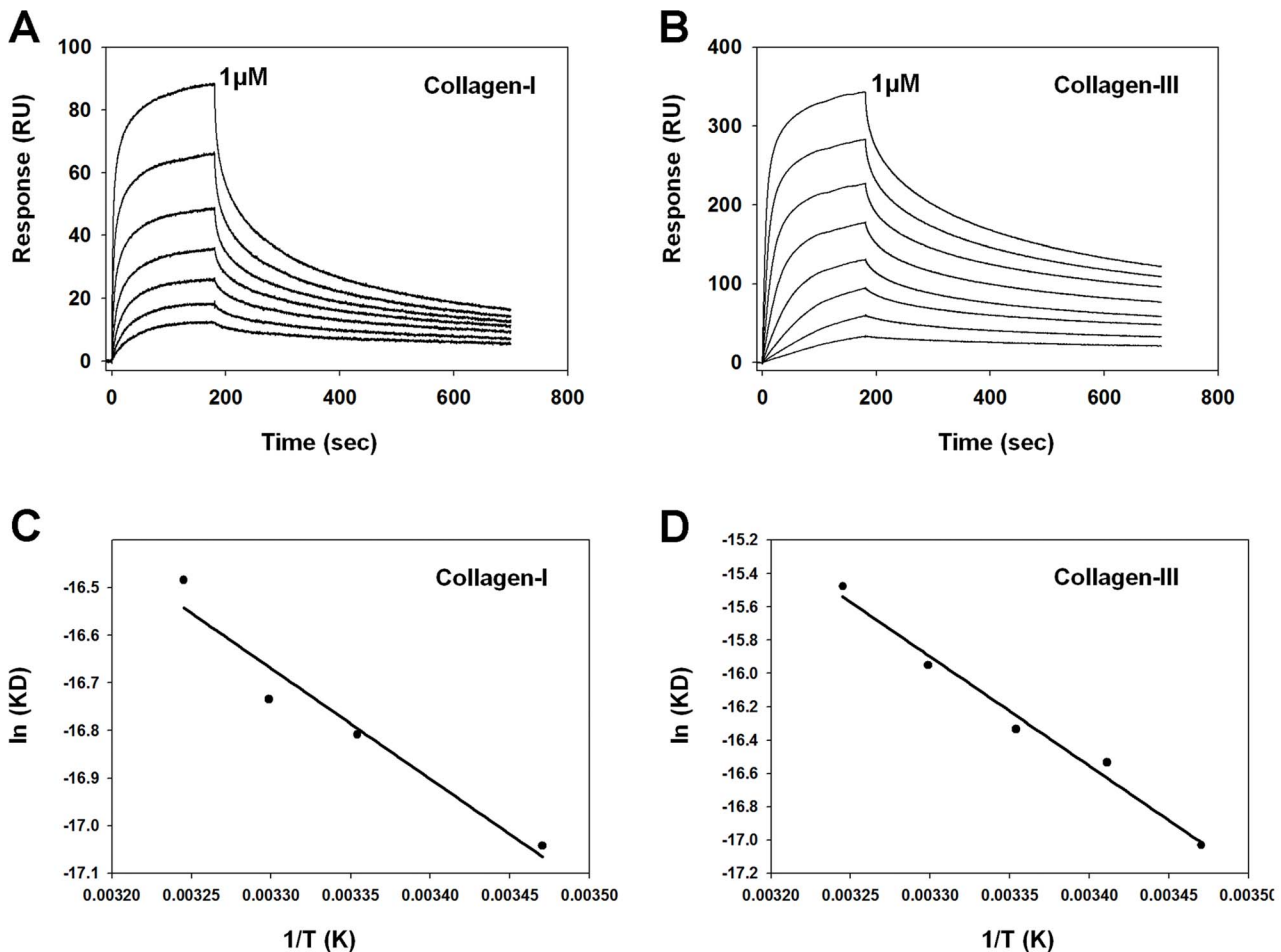 A
100
80
60
40
20
0
Response (RU)
1µM
Collagen-I
0
200
400
600
800
Time (sec)
B
400
300
200
100
0
Response (RU)
1µM
Collagen-III
0
200
400
600
800
Time (sec)
C
-16.5
-16.6
-16.7
-16.8
-16.9
-17.0
-17.1
ln (KD)
Collagen-I
0.00320
0.00325
0.00330
0.00335
0.00340
0.00345
0.00350
1/T (K)
D
-15.2
-15.4
-15.6
-15.8
-16.0
-16.2
-16.4
-16.6
-16.8
-17.0
-17.2
ln (KD)
Collagen-III
0.00320
0.00325
0.00330
0.00335
0.00340
0.00345
0.0035
1/T (K)